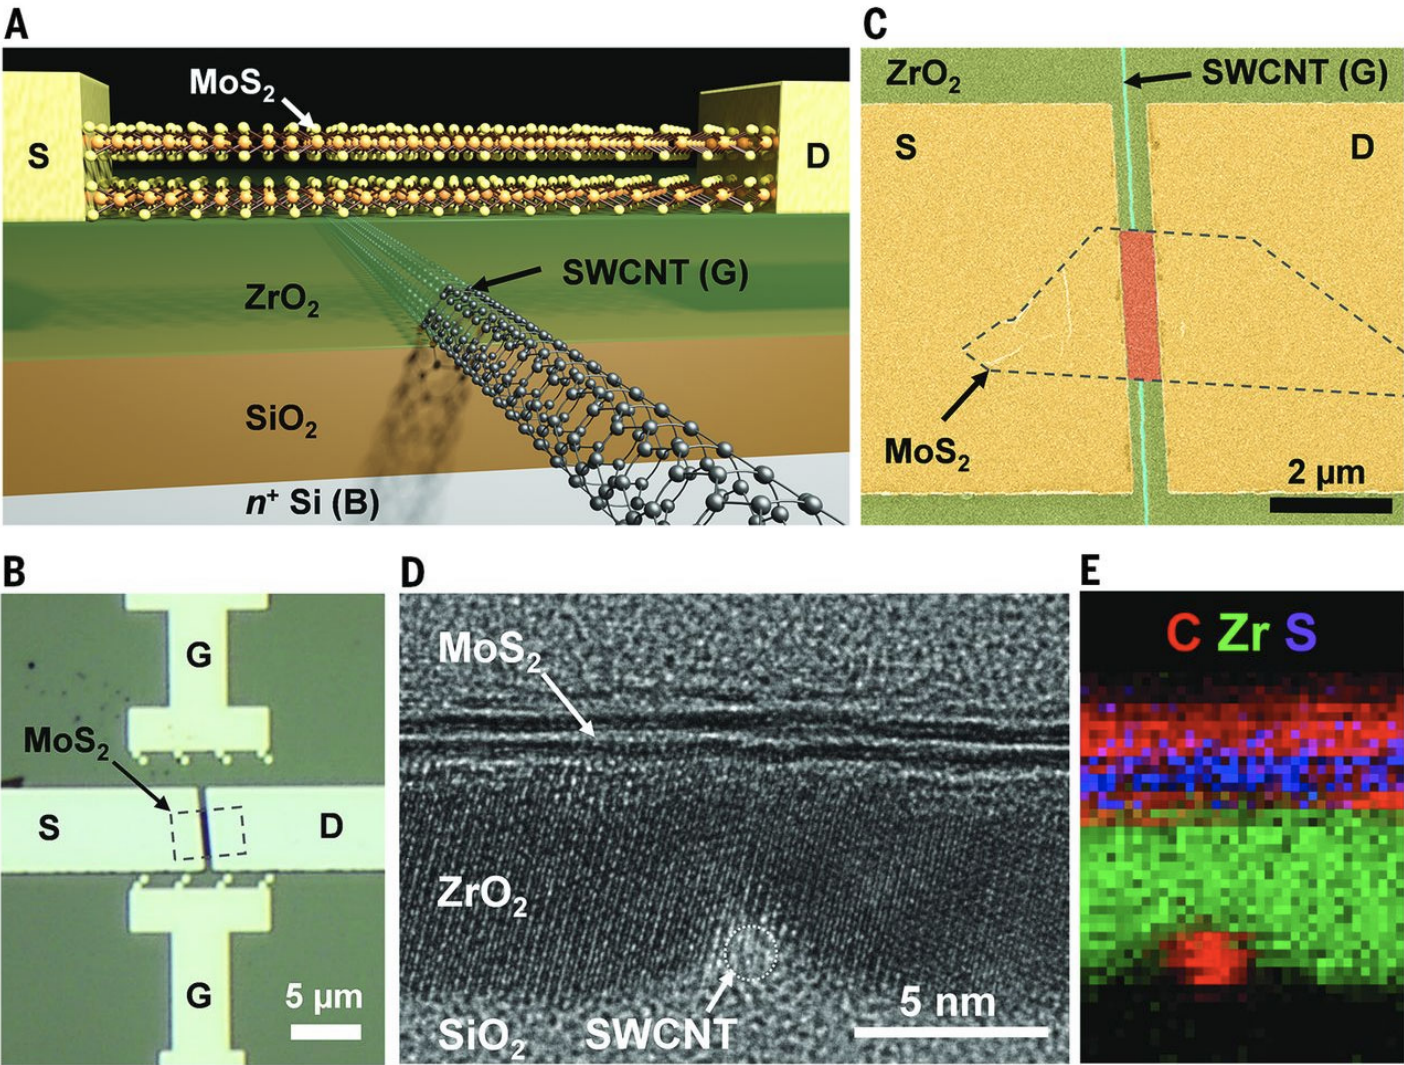 A
MoS₂
S
D
SWCNT (G)
ZrO₂
SiO₂
n⁺ Si (B)
C
ZrO₂
SWCNT (G)
S
D
MoS₂
2 µm
B
G
MoS₂
S
D
G
5 µm
D
MoS₂
ZrO₂
5 nm
SWCNT
SiO₂
E
C Zr S